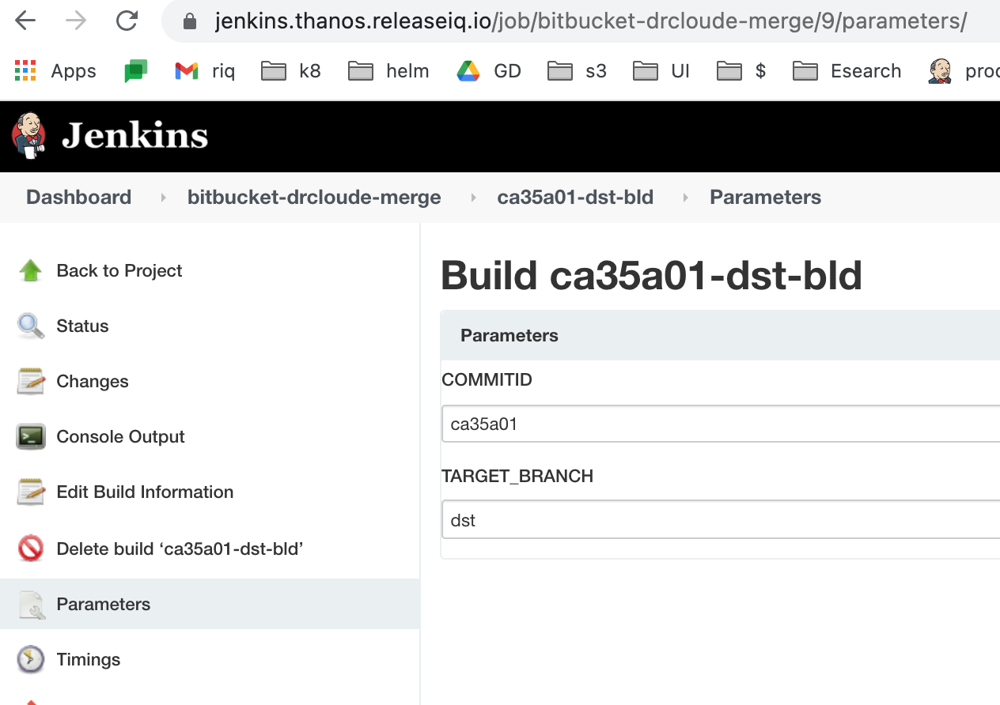 jenkins.thanos.releaseiq.io/job/bitbucket-drcloude-merge/9/parameters/
Apps riq k8 helm GD s3 UI $ Esearch
Jenkins
Dashboard bitbucket-drcloude-merge ca35a01-dst-bld Parameters
Back to Project
Status
Changes
Console Output
Edit Build Information
Delete build ‘ca35a01-dst-bld’
Parameters
Timings
Build ca35a01-dst-bld
Parameters
COMMITID
ca35a01
TARGET_BRANCH
dst